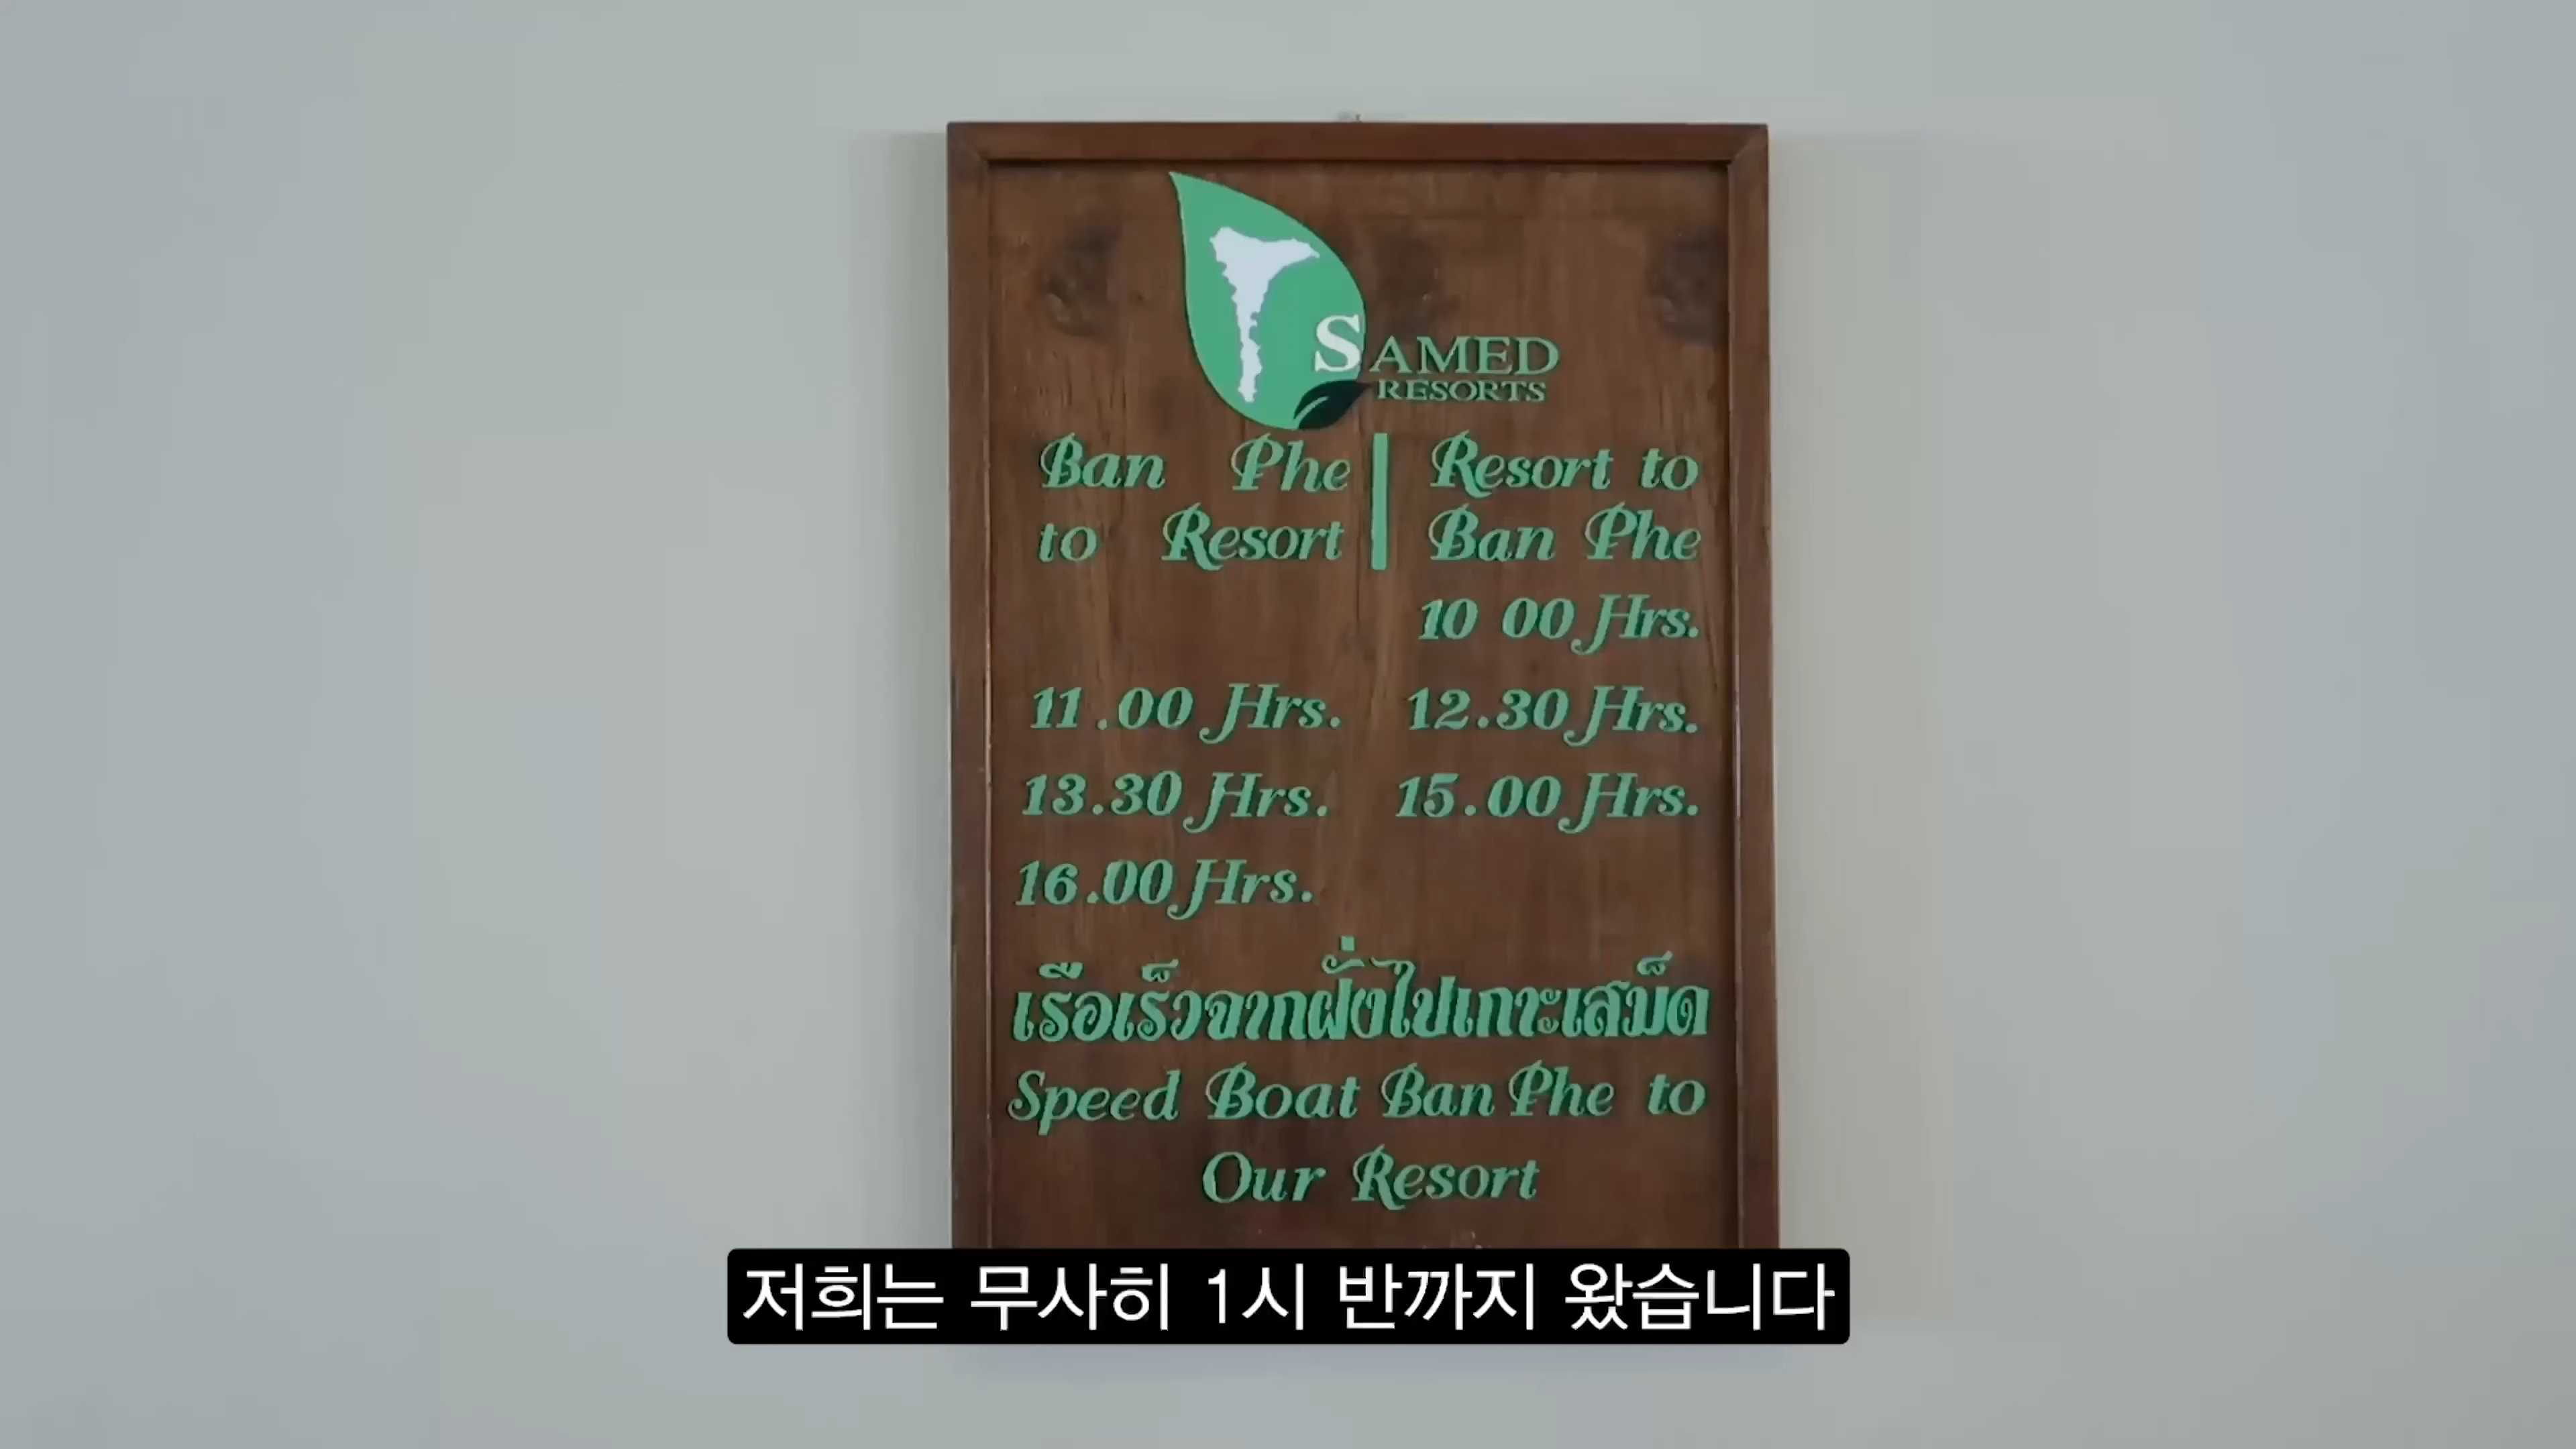 SAMED
RESORTS
Ban Phe to Resort | Resort to Ban Phe
10 00 Hrs.
11.00 Hrs. 12.30 Hrs.
13.30 Hrs. 15.00 Hrs.
16.00 Hrs.
เรือเร็วจากฝั่งไปเกาะเสม็ด
Speed Boat Ban Phe to
Our Resort
저희는 무사히 1시 반까지 왔습니다